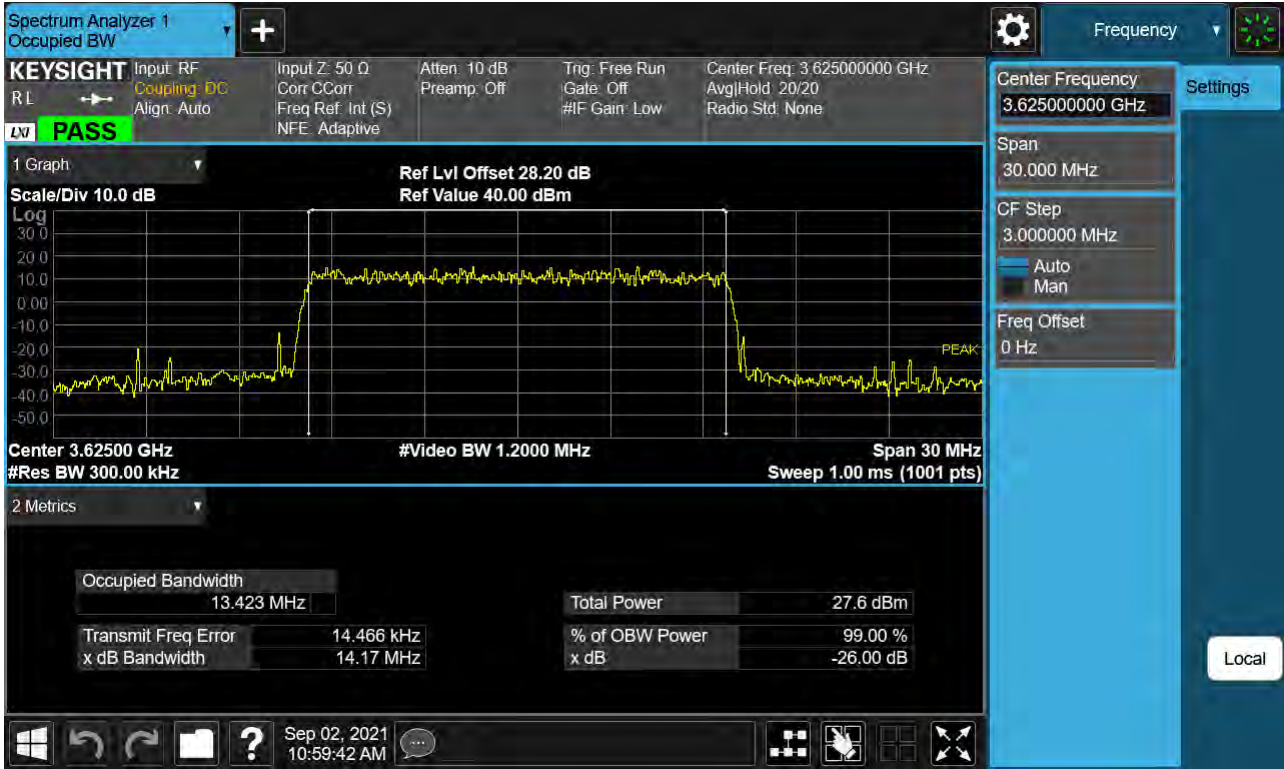 Spectrum Analyzer 1
Occupied BW
Frequency
KEYSIGHT
R L
LXI
PASS
Input: RF
Coupling: DC
Align: Auto
Input Z: 50 Ω
Corr CCorr
Freq Ref: Int (S)
NFE: Adaptive
Atten: 10 dB
Preamp: Off
Trig: Free Run
Gate: Off
#IF Gain: Low
Center Freq: 3.625000000 GHz
Avg|Hold: 20/20
Radio Std: None
Center Frequency
3.625000000 GHz
Settings
Span
30.000 MHz
CF Step
3.000000 MHz
Auto
Man
Freq Offset
0 Hz
Local
1 Graph
Scale/Div 10.0 dB
Ref Lvl Offset 28.20 dB
Ref Value 40.00 dBm
Log
30.0
20.0
10.0
0.00
-10.0
-20.0
-30.0
-40.0
-50.0
PEAK
Center 3.62500 GHz
#Video BW 1.2000 MHz
Span 30 MHz
#Res BW 300.00 kHz
Sweep 1.00 ms (1001 pts)
2 Metrics
Occupied Bandwidth
13.423 MHz
Total Power 27.6 dBm
Transmit Freq Error 14.466 kHz
% of OBW Power 99.00 %
x dB Bandwidth 14.17 MHz
x dB -26.00 dB
?
Sep 02, 2021
10:59:42 AM